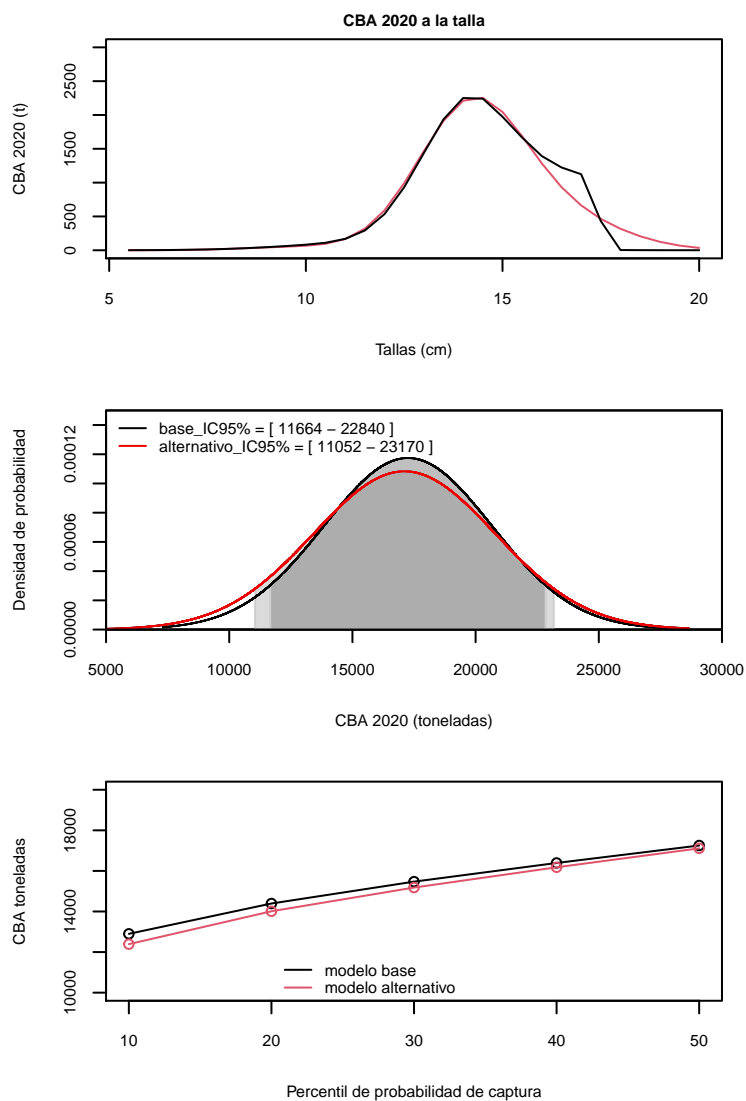 CBA 2020 a la talla
CBA 2020 (t)
2500
1500
500
0
5
10
15
20
Tallas (cm)
Densidad de probabilidad
0.00012
0.00006
0.00000
base_IC95% = [ 11664 − 22840 ]
alternativo_IC95% = [ 11052 − 23170 ]
5000
10000
15000
20000
25000
30000
CBA 2020 (toneladas)
CBA toneladas
18000
14000
10000
modelo base
modelo alternativo
10
20
30
40
50
Percentil de probabilidad de captura